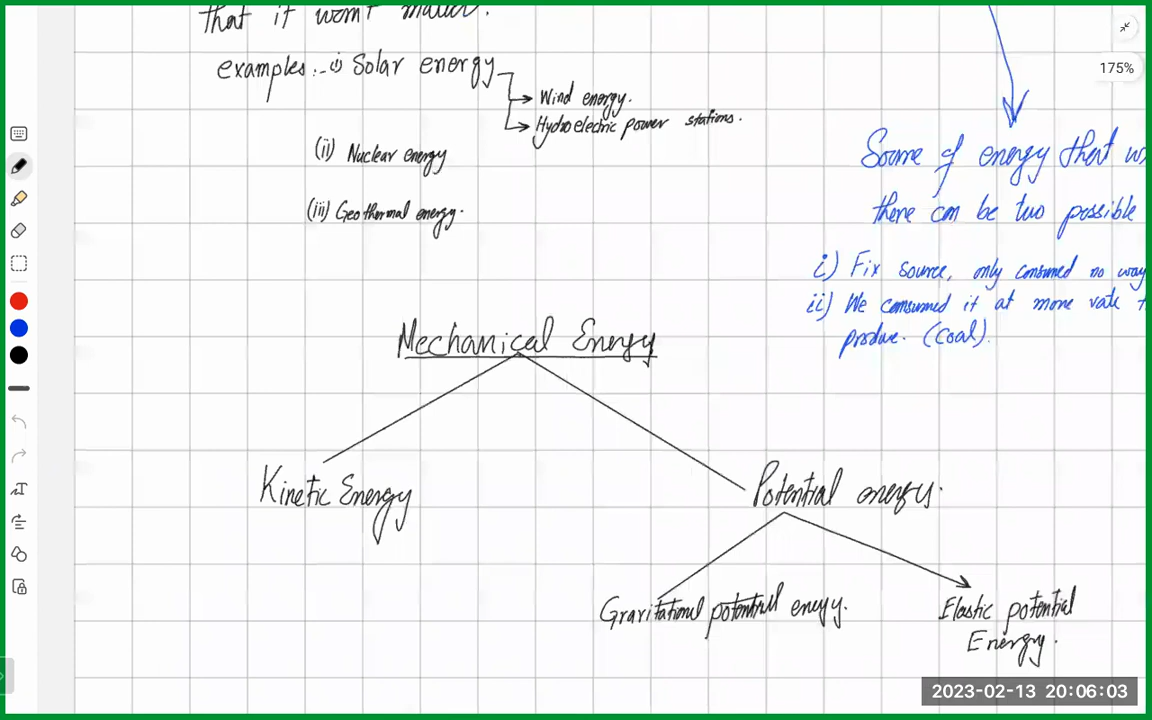 that it won't matter.
examples:- (i) Solar energy
Wind energy.
Hydroelectric power stations.
(ii) Nuclear energy
(iii) Geothermal energy.
175%
Sourse of energy that
there can be two possible
i) Fix source, only consumed no way
ii) We consumed it at more rate
produce. (Coal).
Mechanical Energy
Kinetic Energy
Potential energy.
Gravitational potential energy.
Elastic potential
Energy.
2023-02-13 20:06:03